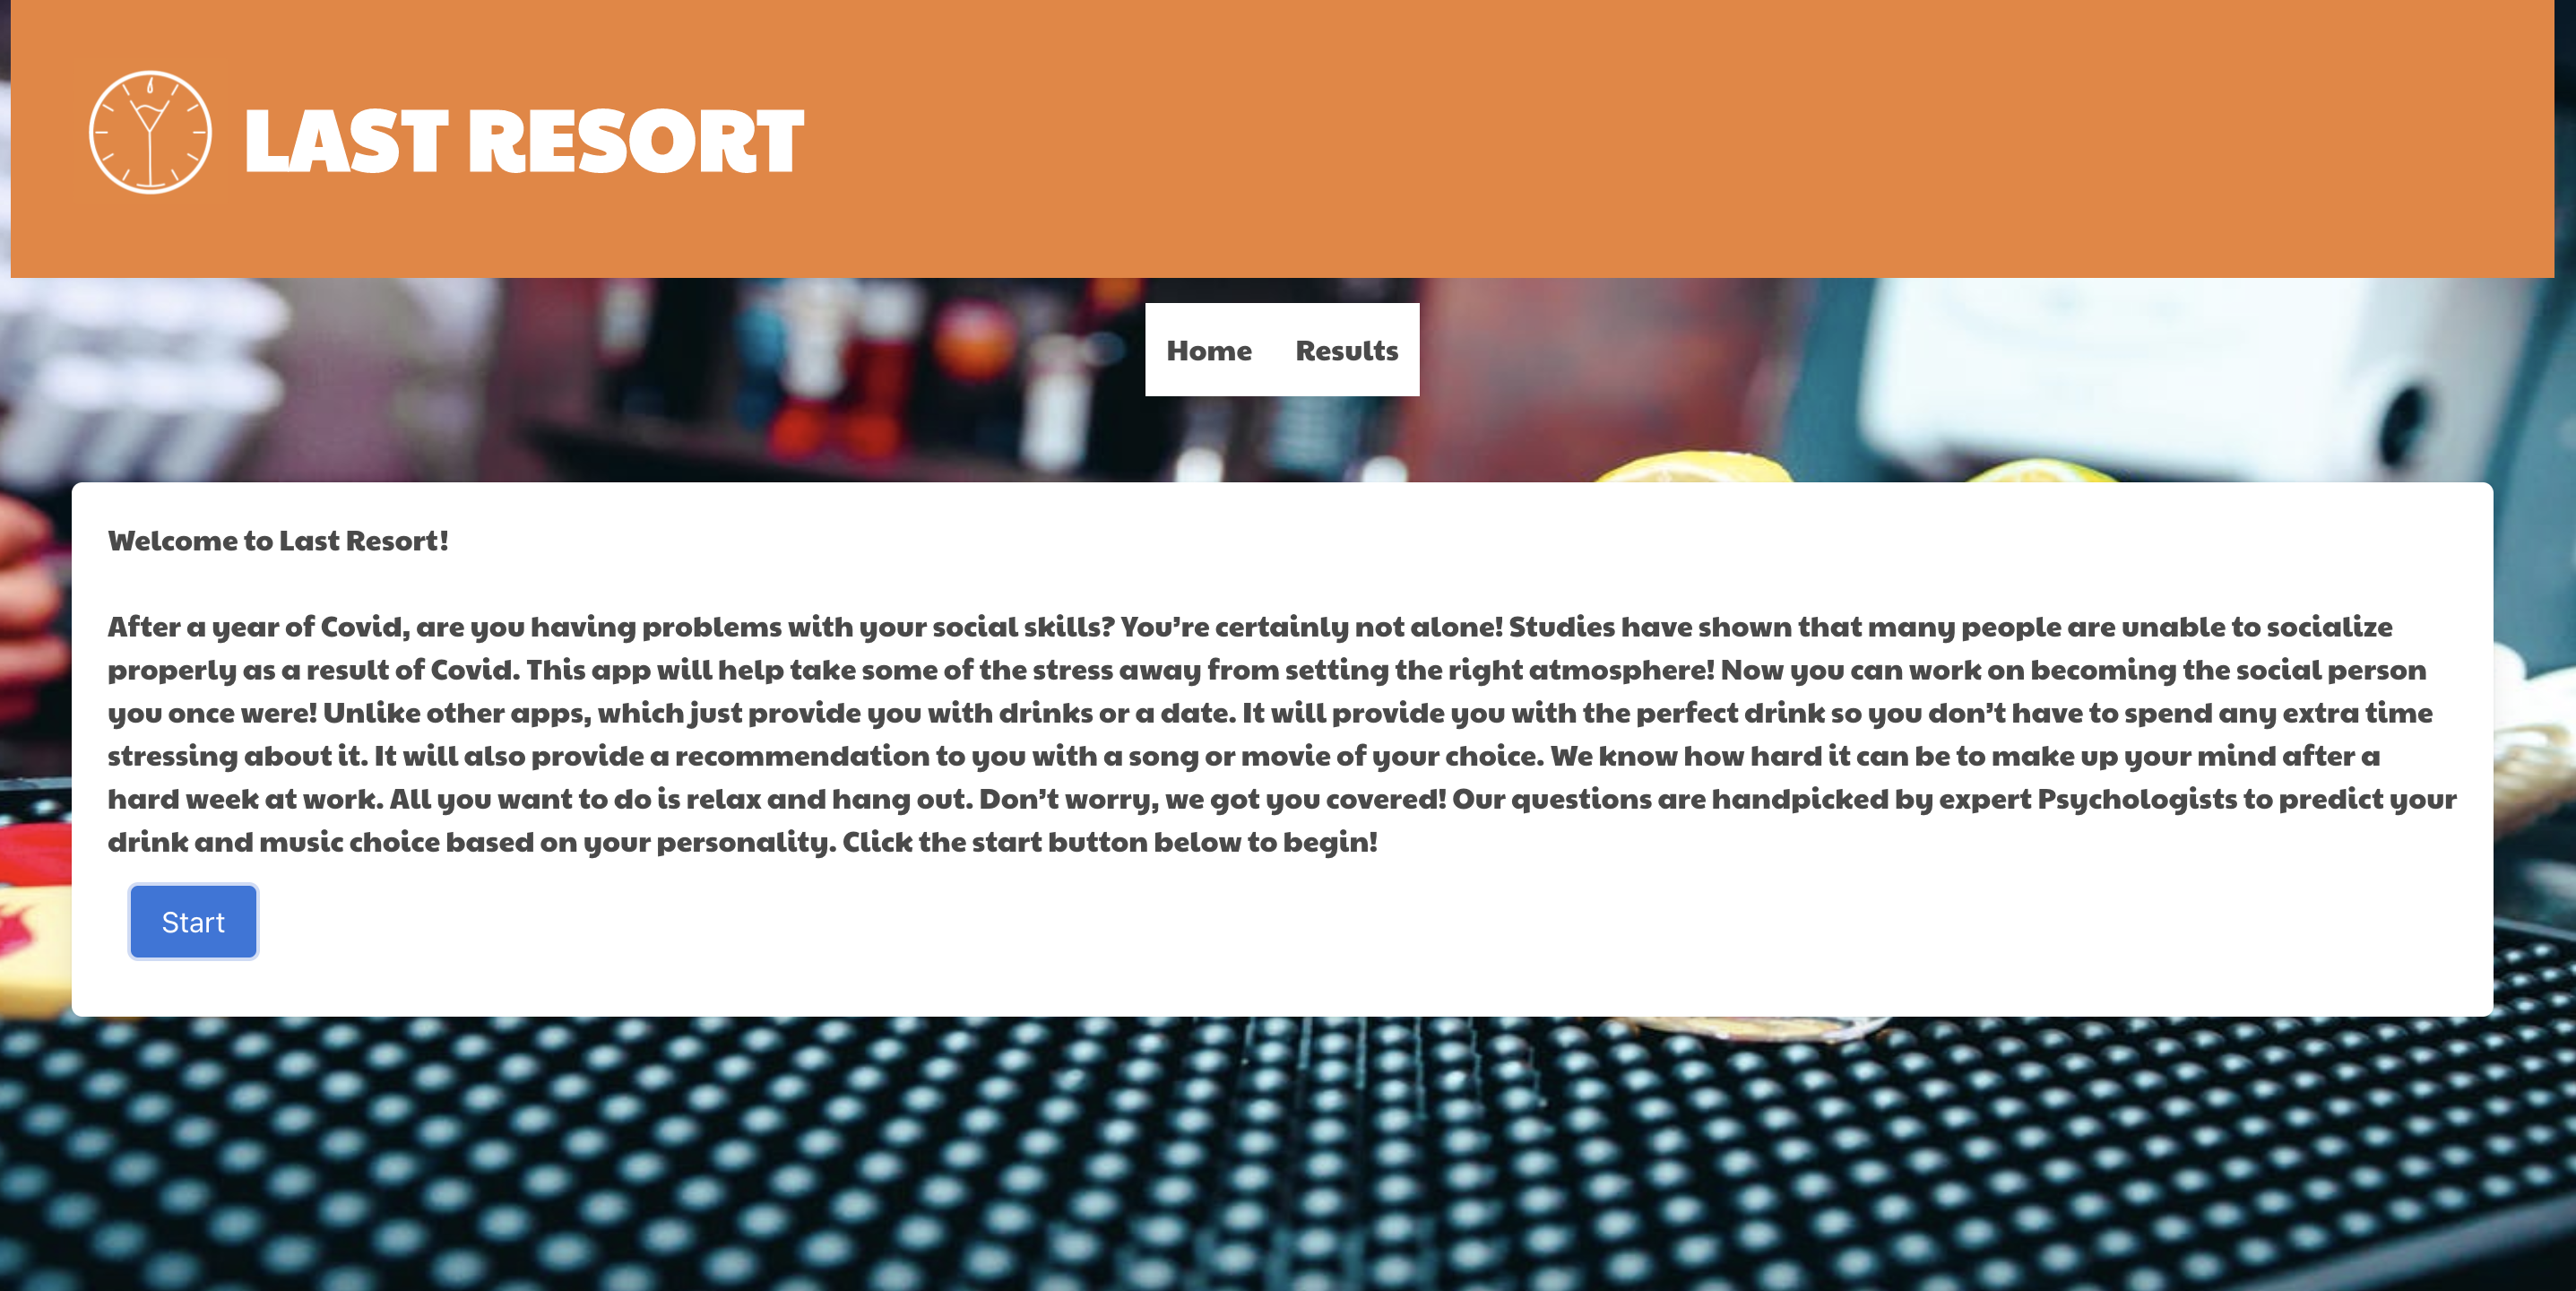 LAST RESORT
Home Results
Welcome to Last Resort!
After a year of Covid, are you having problems with your social skills? You’re certainly not alone! Studies have shown that many people are unable to socialize
properly as a result of Covid. This app will help take some of the stress away from setting the right atmosphere! Now you can work on becoming the social person
you once were! Unlike other apps, which just provide you with drinks or a date. It will provide you with the perfect drink so you don’t have to spend any extra time
stressing about it. It will also provide a recommendation to you with a song or movie of your choice. We know how hard it can be to make up your mind after a
hard week at work. All you want to do is relax and hang out. Don’t worry, we got you covered! Our questions are handpicked by expert Psychologists to predict your
drink and music choice based on your personality. Click the start button below to begin!
Start